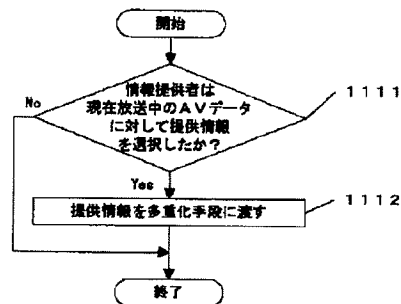 開始
情報提供者は
現在放送中のＡＶデータ
に対して提供情報
を選択したか？
１１１１
No
Yes
提供情報を多重化手段に渡す
１１１２
終了